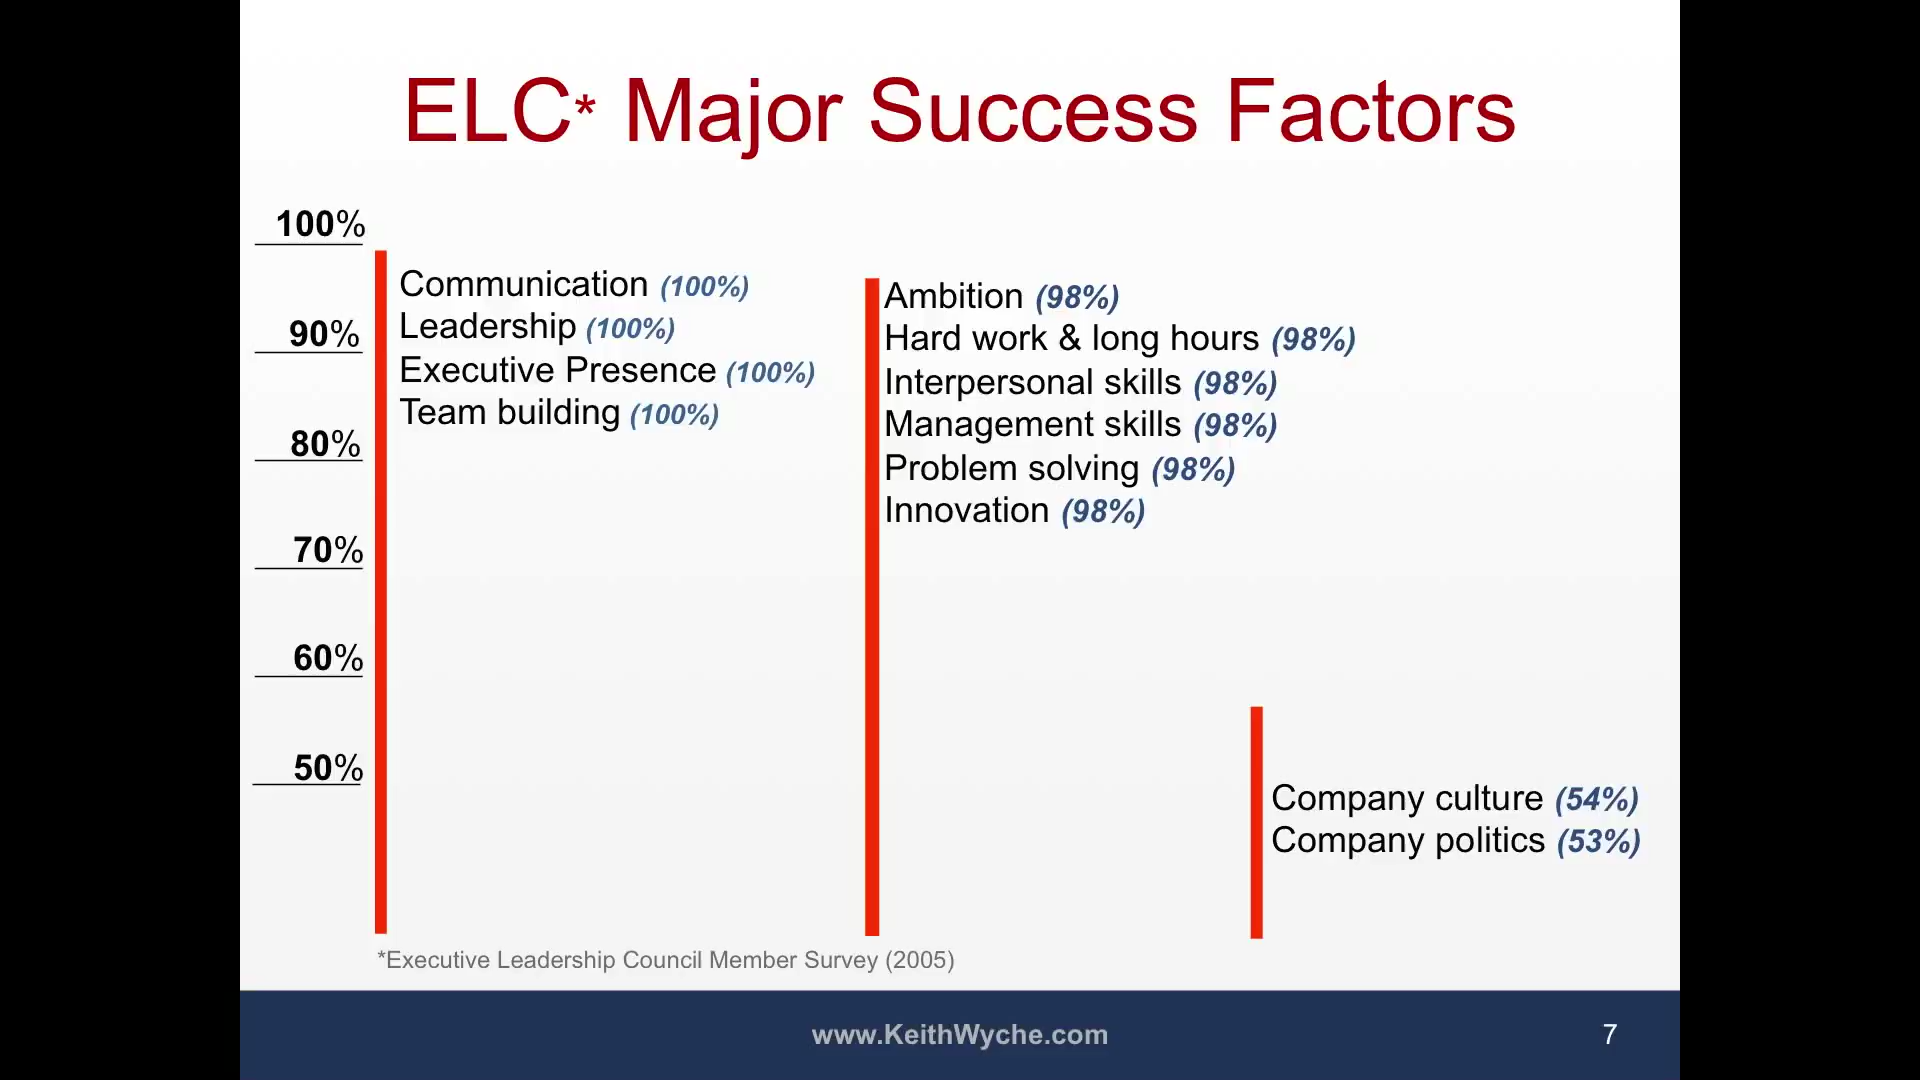 ELC* Major Success Factors
100%
90%
80%
70%
60%
50%
Communication (100%)
Leadership (100%)
Executive Presence (100%)
Team building (100%)
Ambition (98%)
Hard work & long hours (98%)
Interpersonal skills (98%)
Management skills (98%)
Problem solving (98%)
Innovation (98%)
Company culture (54%)
Company politics (53%)
*Executive Leadership Council Member Survey (2005)
www.KeithWyche.com
7